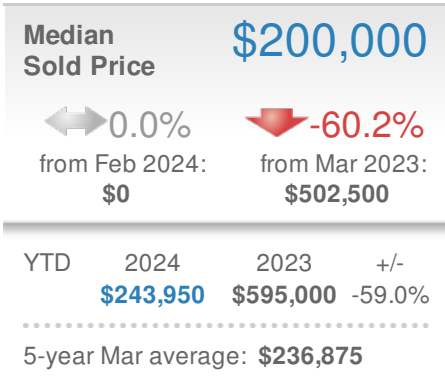 Median Sold Price $200,000
0.0% -60.2%
from Feb 2024: from Mar 2023:
$0 $502,500
YTD 2024 2023 +/-
$243,950 $595,000 -59.0%
5-year Mar average: $236,875